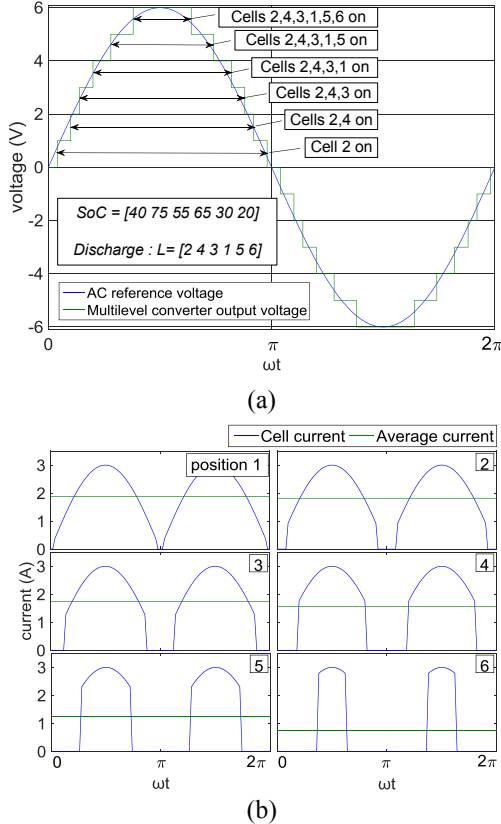 6
4
2
0
-2
-4
-6
voltage (V)
Cells 2,4,3,1,5,6 on
Cells 2,4,3,1,5 on
Cells 2,4,3,1 on
Cells 2,4,3 on
Cells 2,4 on
Cell 2 on
SoC = [40 75 55 65 30 20]
Discharge : L= [2 4 3 1 5 6]
AC reference voltage
Multilevel converter output voltage
0
π
2π
ωt
(a)
Cell current
Average current
3
2
1
0
position 1
2
3
2
1
0
3
4
current (A)
3
2
1
0
5
6
0
π
2π
0
π
2π
ωt
ωt
(b)